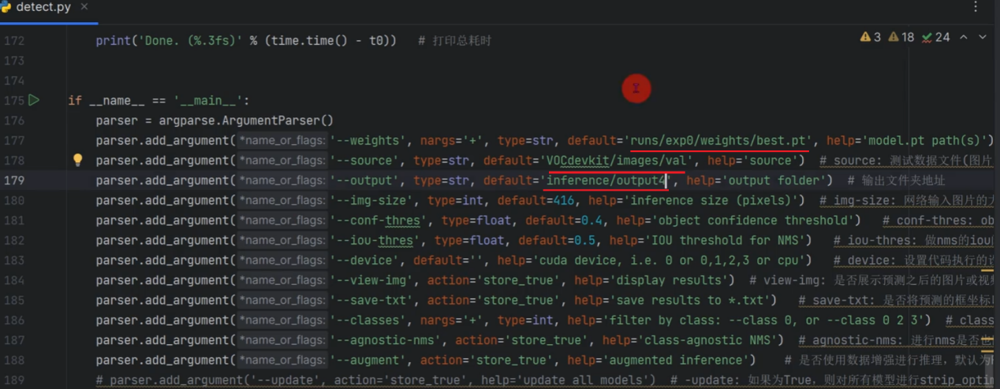 detect.py ×
3 18 24
172 print('Done. (%.3fs)' % (time.time() - t0)) # 打印总耗时
173
174
175 if __name__ == '__main__':
176 parser = argparse.ArgumentParser()
177 parser.add_argument(*name_or_flags: '--weights', nargs='+', type=str, default='runs/exp0/weights/best.pt', help='model.pt path(s)')
178 parser.add_argument(*name_or_flags: '--source', type=str, default='VOCdevkit/images/val', help='source') # source: 测试数据文件(图片
179 parser.add_argument(*name_or_flags: '--output', type=str, default='inference/output4', help='output folder') # 输出文件夹地址
180 parser.add_argument(*name_or_flags: '--img-size', type=int, default=416, help='inference size (pixels)') # img-size: 网络输入图片的大
181 parser.add_argument(*name_or_flags: '--conf-thres', type=float, default=0.4, help='object confidence threshold') # conf-thres: ob
182 parser.add_argument(*name_or_flags: '--iou-thres', type=float, default=0.5, help='IOU threshold for NMS') # iou-thres: 做nms的iou
183 parser.add_argument(*name_or_flags: '--device', default='', help='cuda device, i.e. 0 or 0,1,2,3 or cpu') # device: 设置代码执行的设
184 parser.add_argument(*name_or_flags: '--view-img', action='store_true', help='display results') # view-img: 是否展示预测之后的图片或视频
185 parser.add_argument(*name_or_flags: '--save-txt', action='store_true', help='save results to *.txt') # save-txt: 是否将预测的框坐标
186 parser.add_argument(*name_or_flags: '--classes', nargs='+', type=int, help='filter by class: --class 0, or --class 0 2 3') # class
187 parser.add_argument(*name_or_flags: '--agnostic-nms', action='store_true', help='class-agnostic NMS') # agnostic-nms: 进行nms是否也
188 parser.add_argument(*name_or_flags: '--augment', action='store_true', help='augmented inference') # 是否使用数据增强进行推理，默认为
189 # parser.add_argument('--update', action='store_true', help='update all models') # -update: 如果为True，则对所有模型进行strip_optim